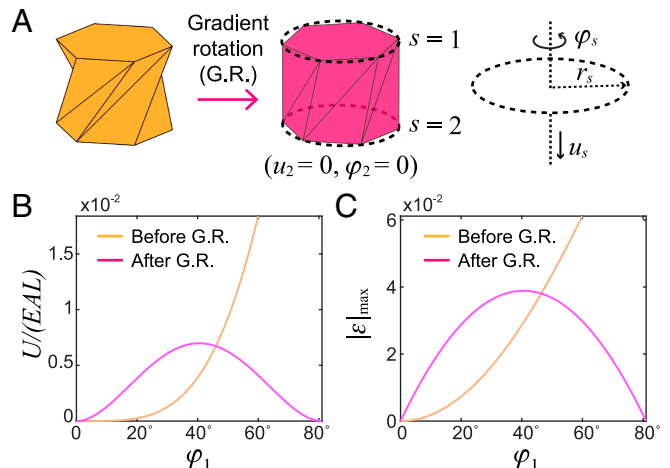 A
Gradient
rotation
(G.R.)
s = 1
s = 2
(u₂ = 0, φ₂ = 0)
φₛ
rₛ
uₛ
B
x10⁻²
Before G.R.
After G.R.
1.5
1
0.5
0
U/(EAL)
0 20° 40° 60° 80°
φ₁
C
x10⁻²
Before G.R.
After G.R.
6
4
2
0
|ε|max
0 20° 40° 60° 80°
φ₁